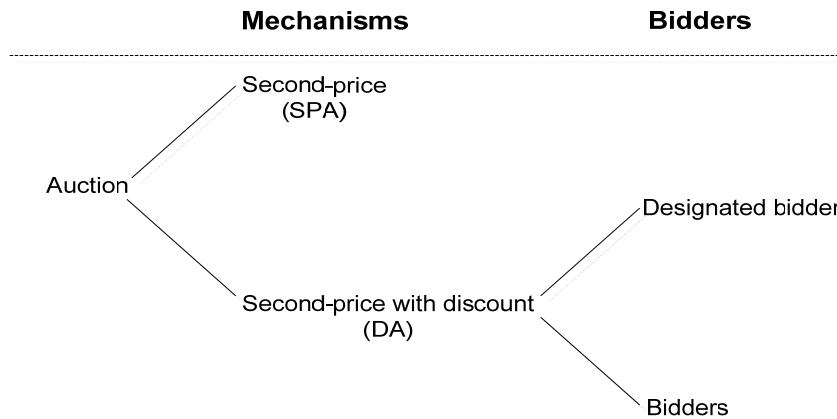 Mechanisms Bidders
Second-price
(SPA)
Auction
Designated bidder
Second-price with discount
(DA)
Bidders